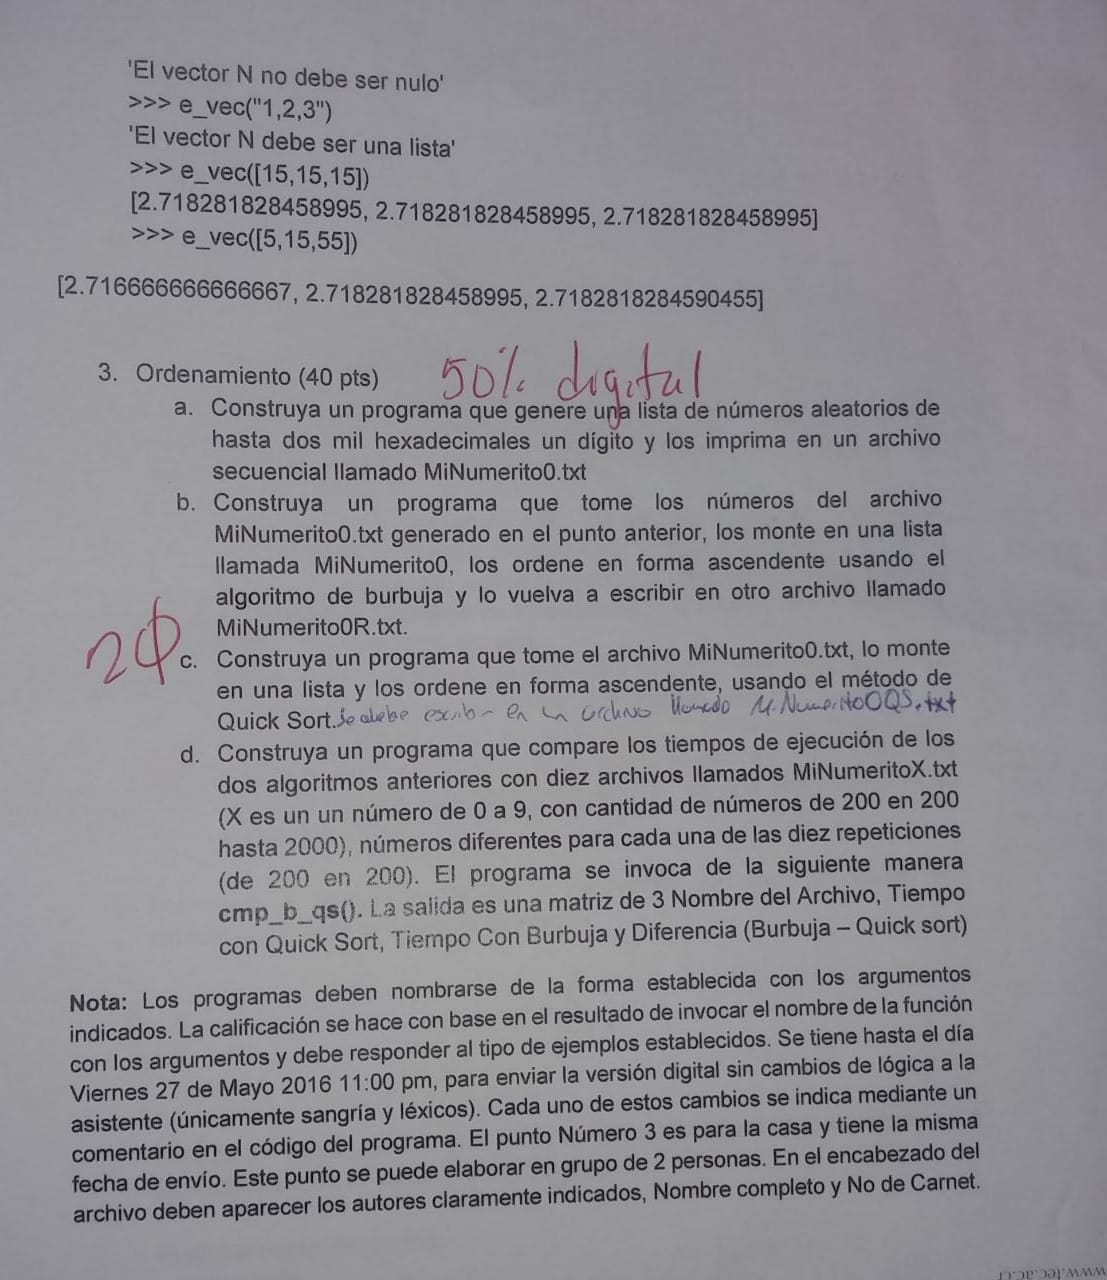 'El vector N no debe ser nulo'
>>> e_vec("1,2,3")
'El vector N debe ser una lista'
>>> e_vec([15,15,15])
[2.718281828458995, 2.718281828458995, 2.718281828458995]
>>> e_vec([5,15,55])
[2.716666666666667, 2.718281828458995, 2.7182818284590455]
3. Ordenamiento (40 pts) 50% digital
a. Construya un programa que genere una lista de números aleatorios de
hasta dos mil hexadecimales un dígito y los imprima en un archivo
secuencial llamado MiNumerito0.txt
b. Construya un programa que tome los números del archivo
MiNumerito0.txt generado en el punto anterior, los monte en una lista
llamada MiNumerito0, los ordene en forma ascendente usando el
algoritmo de burbuja y lo vuelva a escribir en otro archivo llamado
MiNumerito0R.txt.
20
c. Construya un programa que tome el archivo MiNumerito0.txt, lo monte
en una lista y los ordene en forma ascendente, usando el método de
Quick Sort. Se debe escribir en un archivo llamado MiNumerito0QS.txt
d. Construya un programa que compare los tiempos de ejecución de los
dos algoritmos anteriores con diez archivos llamados MiNumeritoX.txt
(X es un un número de 0 a 9, con cantidad de números de 200 en 200
hasta 2000), números diferentes para cada una de las diez repeticiones
(de 200 en 200). El programa se invoca de la siguiente manera
cmp_b_qs(). La salida es una matriz de 3 Nombre del Archivo, Tiempo
con Quick Sort, Tiempo Con Burbuja y Diferencia (Burbuja – Quick sort)
Nota: Los programas deben nombrarse de la forma establecida con los argumentos
indicados. La calificación se hace con base en el resultado de invocar el nombre de la función
con los argumentos y debe responder al tipo de ejemplos establecidos. Se tiene hasta el día
Viernes 27 de Mayo 2016 11:00 pm, para enviar la versión digital sin cambios de lógica a la
asistente (únicamente sangría y léxicos). Cada uno de estos cambios se indica mediante un
comentario en el código del programa. El punto Número 3 es para la casa y tiene la misma
fecha de envío. Este punto se puede elaborar en grupo de 2 personas. En el encabezado del
archivo deben aparecer los autores claramente indicados, Nombre completo y No de Carnet.
www.tec.ac.cr